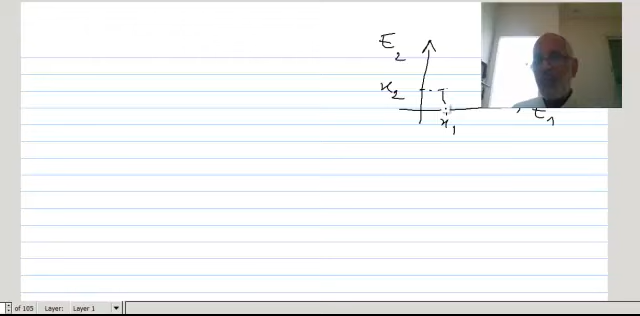 E₂
x₂
x₁
E₁
of 105 Layer: Layer 1